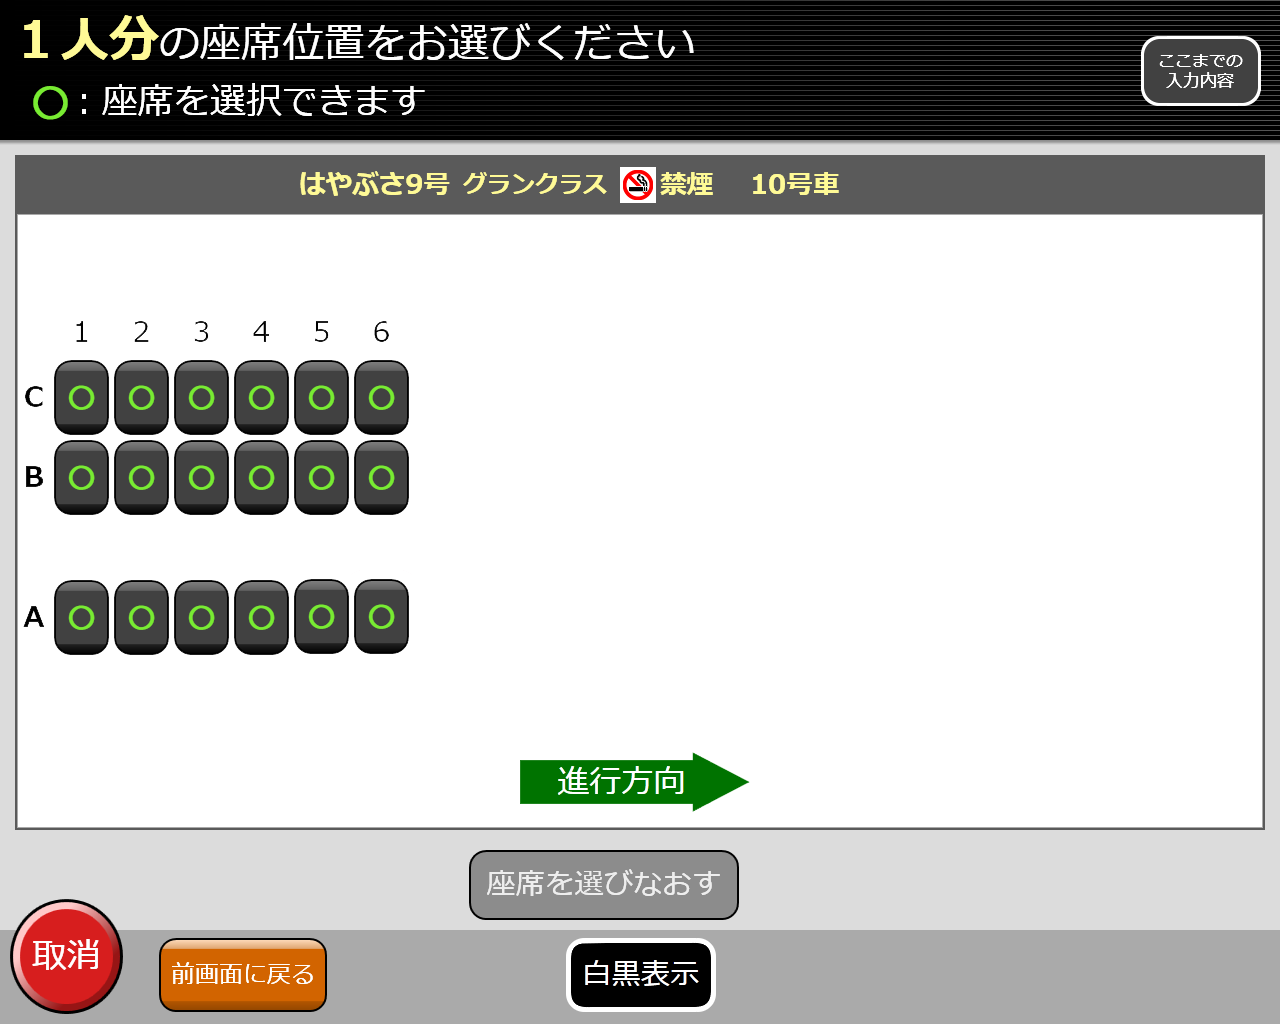 1人分の座席位置をお選びください
○：座席を選択できます
ここまでの
入力内容
はやぶさ9号 グランクラス 禁煙 10号車
1 2 3 4 5 6
C ○ ○ ○ ○ ○ ○
B ○ ○ ○ ○ ○ ○
A ○ ○ ○ ○ ○ ○
進行方向
座席を選びなおす
取消
前画面に戻る
白黒表示